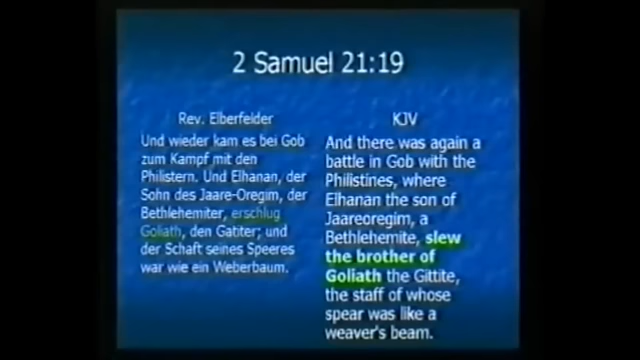 2 Samuel 21:19
Rev. Elberfelder
Und wieder kam es bei Gob
zum Kampf mit den
Philistern. Und Elhanan, der
Sohn des Jaare-Oregim, der
Bethlehemiter, erschlug
Goliath, den Gatiter; und
der Schaft seines Speeres
war wie ein Weberbaum.
KJV
And there was again a
battle in Gob with the
Philistines, where
Elhanan the son of
Jaareoregim, a
Bethlehemite, slew
the brother of
Goliath the Gittite,
the staff of whose
spear was like a
weaver's beam.